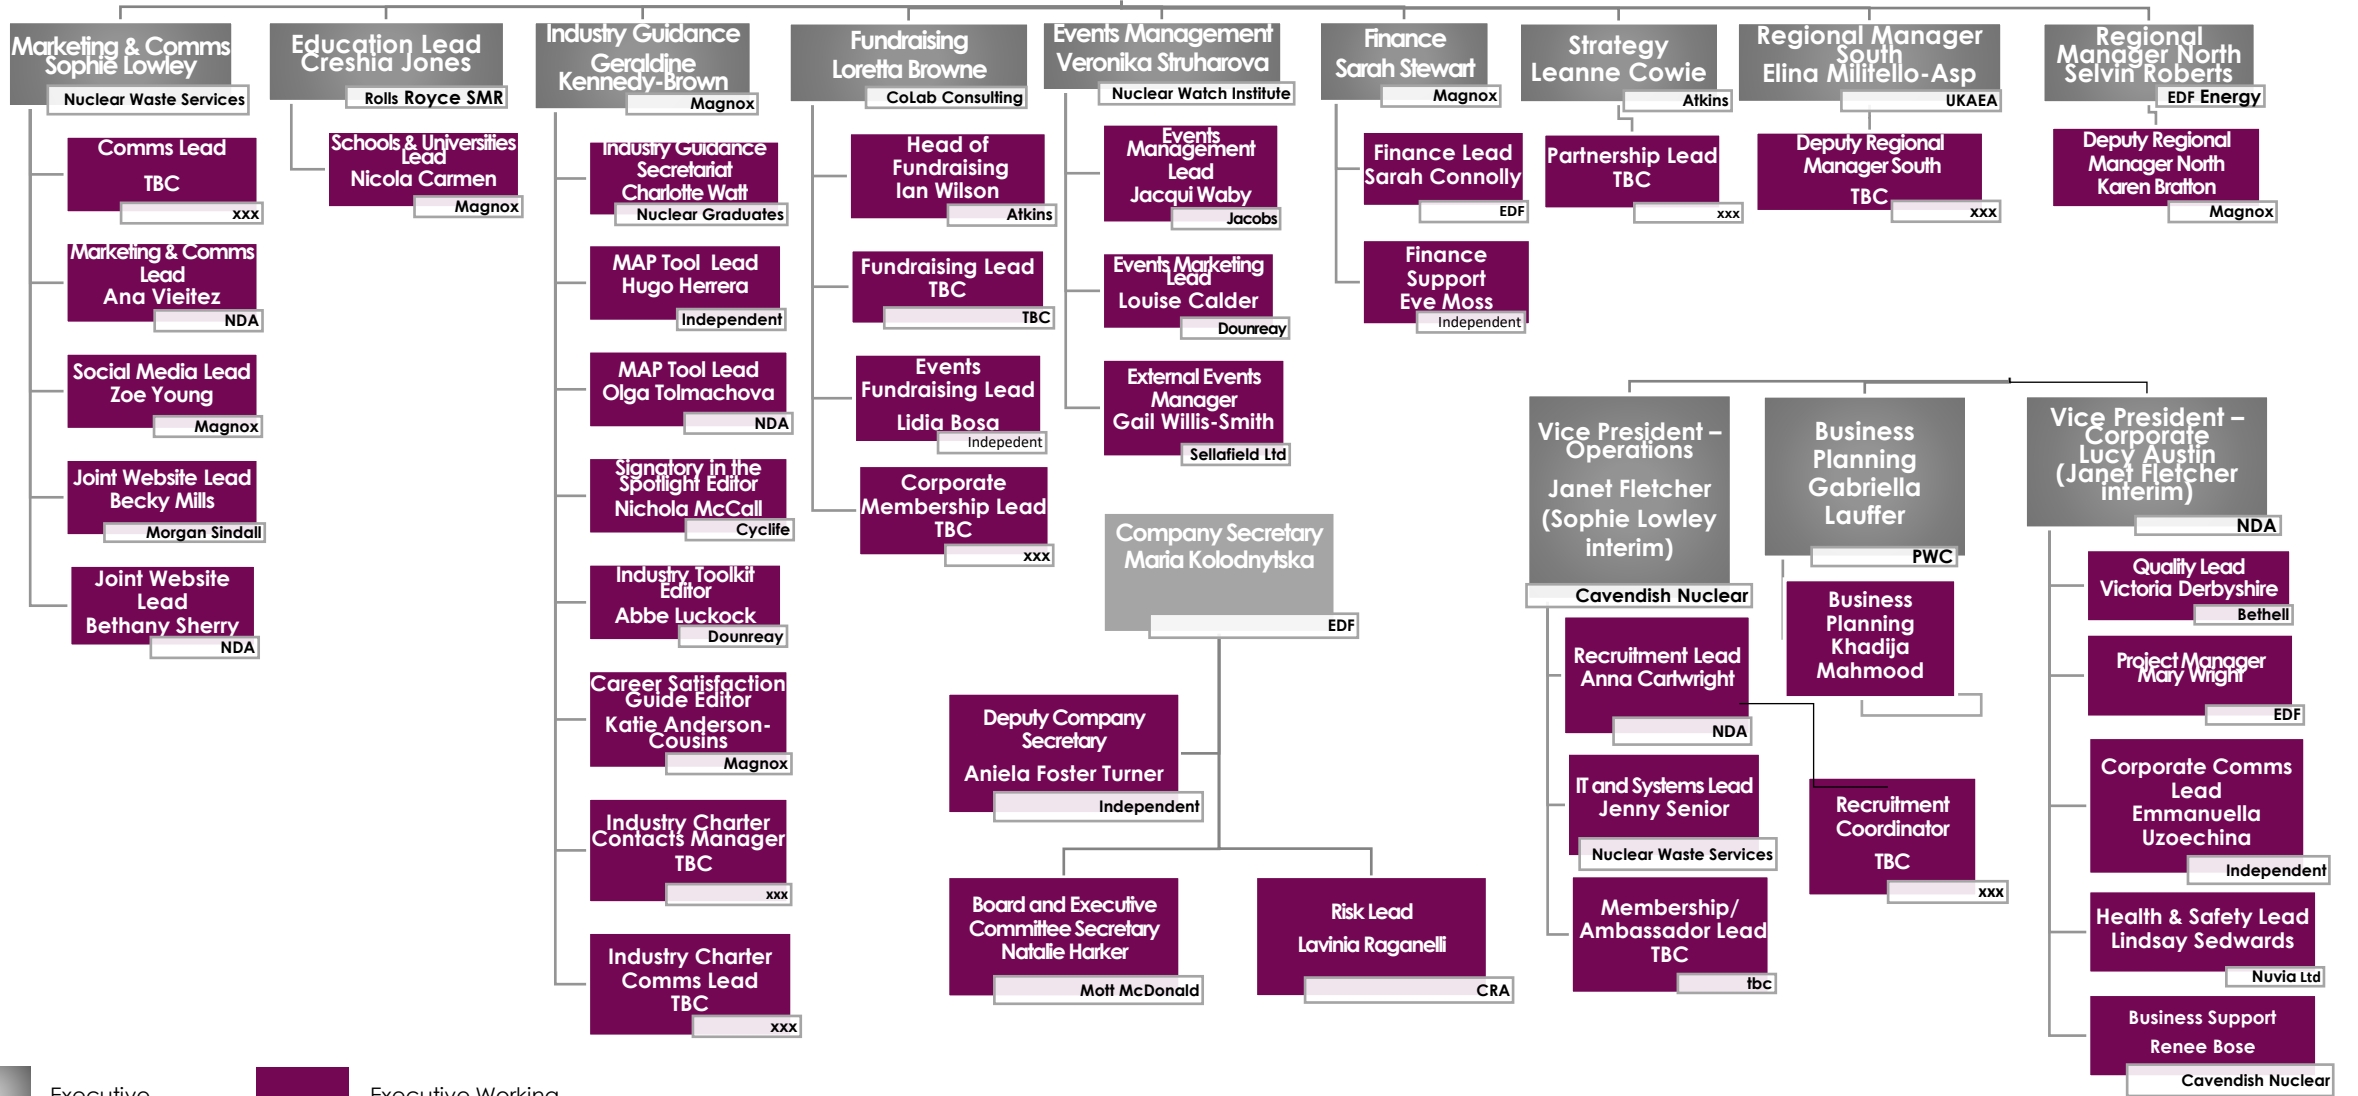 Marketing & Comms
Sophie Lowley
Nuclear Waste Services
Comms Lead
TBC
xxx
Marketing & Comms
Lead
Ana Vieitez
NDA
Social Media Lead
Zoe Young
Magnox
Joint Website Lead
Becky Mills
Morgan Sindall
Joint Website
Lead
Bethany Sherry
NDA
Education Lead
Creshia Jones
Rolls Royce SMR
Schools & Universities
Lead
Nicola Carmen
Magnox
Industry Guidance
Geraldine
Kennedy-Brown
Magnox
Industry Guidance
Secretariat
Charlotte Watt
Nuclear Graduates
MAP Tool Lead
Hugo Herrera
Independent
MAP Tool Lead
Olga Tolmachova
NDA
Signatory in the
Spotlight Editor
Nichola McCall
Cyclife
Industry Toolkit
Editor
Abbe Luckock
Dounreay
Career Satisfaction
Guide Editor
Katie Anderson-
Cousins
Magnox
Industry Charter
Contacts Manager
TBC
xxx
Industry Charter
Comms Lead
TBC
xxx
Fundraising
Loretta Browne
CoLab Consulting
Head of
Fundraising
Ian Wilson
Atkins
Fundraising Lead
TBC
TBC
Events
Fundraising Lead
Lidia Bosa
Indepedent
Corporate
Membership Lead
TBC
xxx
Events Management
Veronika Struharova
Nuclear Watch Institute
Events
Management
Lead
Jacqui Waby
Jacobs
Events Marketing
Lead
Louise Calder
Dounreay
External Events
Manager
Gail Willis-Smith
Sellafield Ltd
Finance
Sarah Stewart
Magnox
Finance Lead
Sarah Connolly
EDF
Finance
Support
Eve Moss
Independent
Strategy
Leanne Cowie
Atkins
Partnership Lead
TBC
xxx
Regional Manager
South
Elina Militello-Asp
UKAEA
Deputy Regional
Manager South
TBC
xxx
Regional
Manager North
Selvin Roberts
EDF Energy
Deputy Regional
Manager North
Karen Bratton
Magnox
Company Secretary
Maria Kolodnytska
EDF
Deputy Company
Secretary
Aniela Foster Turner
Independent
Board and Executive
Committee Secretary
Natalie Harker
Mott McDonald
Risk Lead
Lavinia Raganelli
CRA
Vice President –
Operations
Janet Fletcher
(Sophie Lowley
interim)
Cavendish Nuclear
Recruitment Lead
Anna Cartwright
NDA
IT and Systems Lead
Jenny Senior
Nuclear Waste Services
Membership/
Ambassador Lead
TBC
tbc
Business
Planning
Gabriella
Lauffer
PWC
Business
Planning
Khadija
Mahmood
Recruitment
Coordinator
TBC
xxx
Vice President –
Corporate
Lucy Austin
(Janet Fletcher
interim)
NDA
Quality Lead
Victoria Derbyshire
Bethell
Project Manager
Mary Wright
EDF
Corporate Comms
Lead
Emmanuella
Uzoechina
Independent
Health & Safety Lead
Lindsay Sedwards
Nuvia Ltd
Business Support
Renee Bose
Cavendish Nuclear
Executive
Executive Working